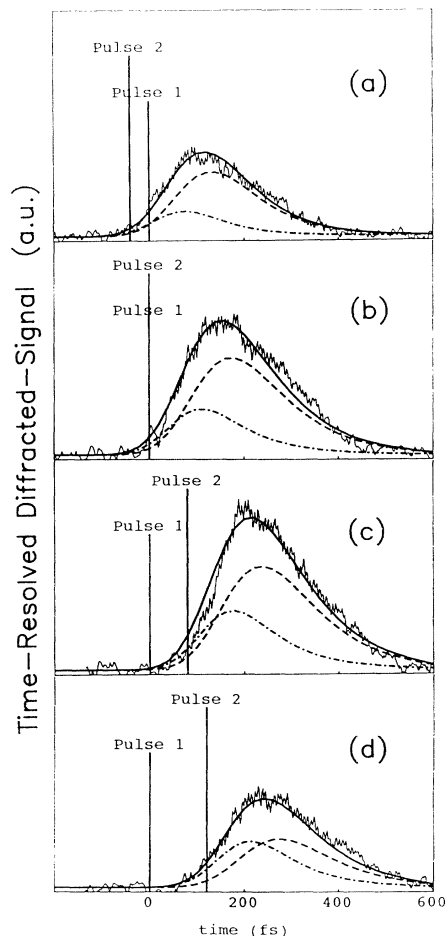 Time-Resolved Diffracted-Signal (a.u.)
Pulse 2
Pulse 1
(a)
Pulse 2
Pulse 1
(b)
Pulse 2
Pulse 1
(c)
Pulse 2
Pulse 1
(d)
0 200 400 600
time (fs)